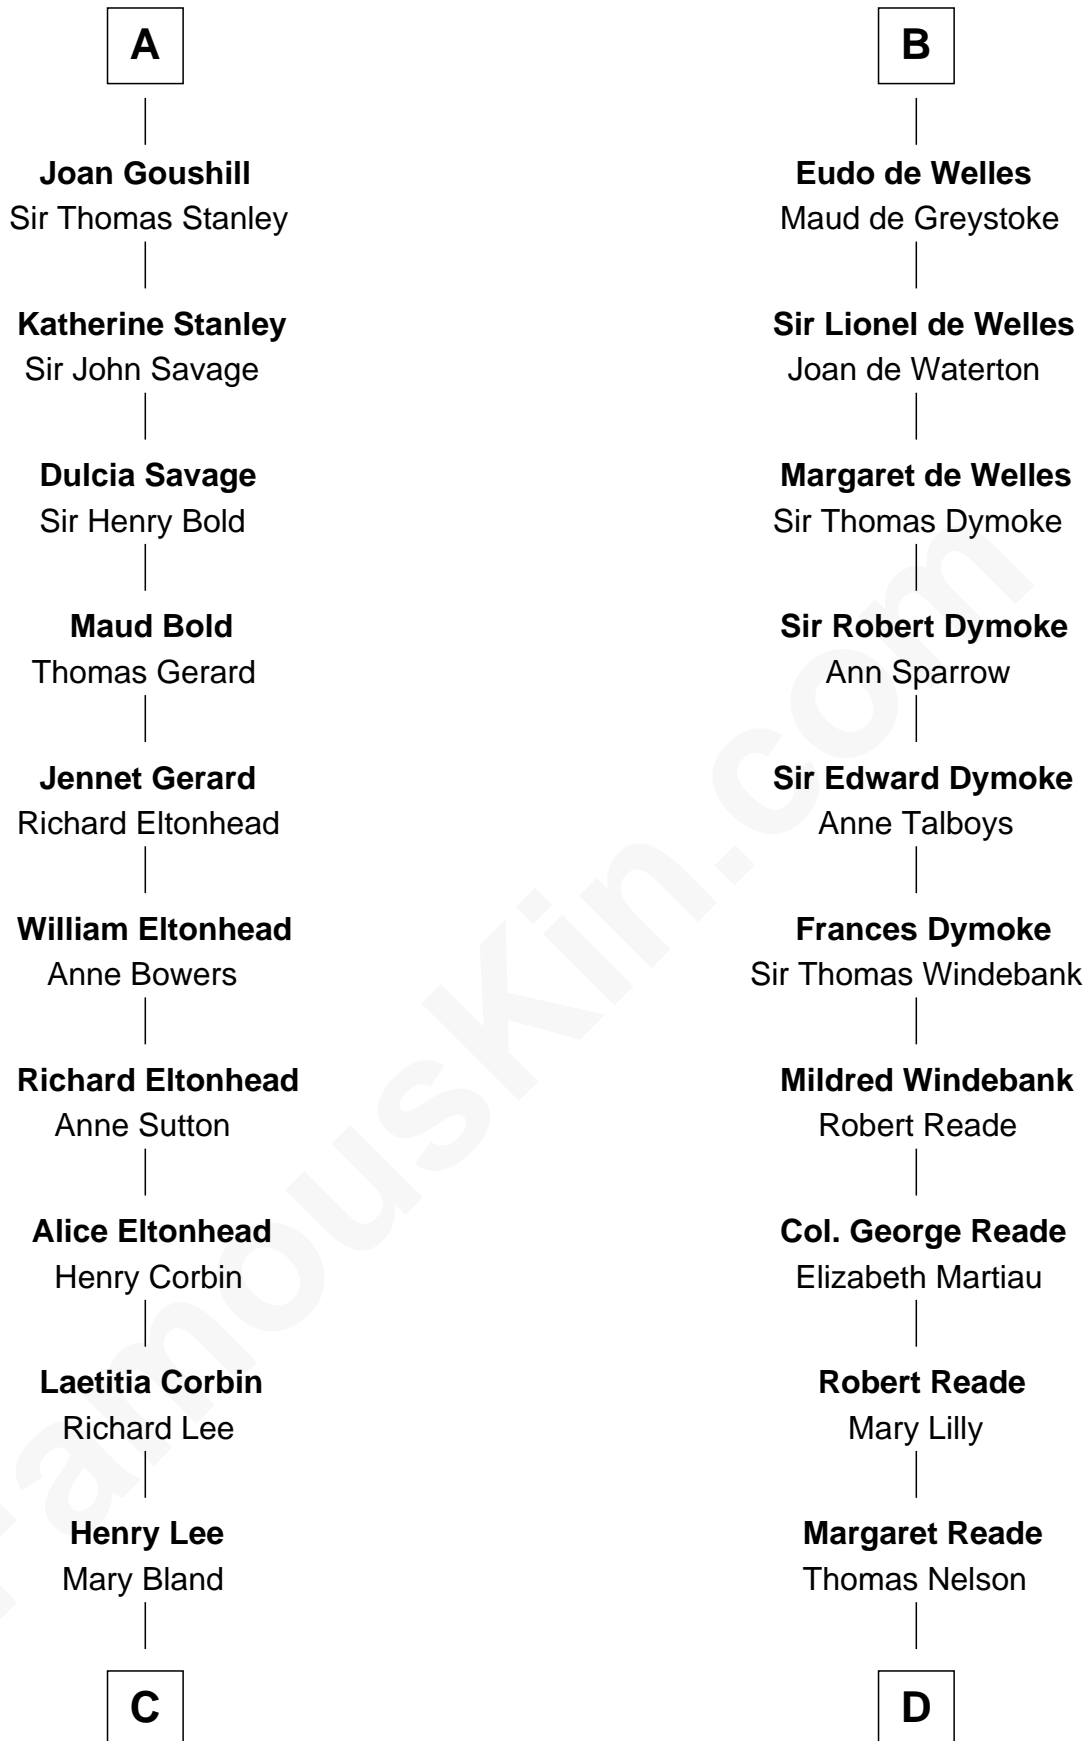 A
Joan Goushill
Sir Thomas Stanley
Katherine Stanley
Sir John Savage
Dulcia Savage
Sir Henry Bold
Maud Bold
Thomas Gerard
Jennet Gerard
Richard Eltonhead
William Eltonhead
Anne Bowers
Richard Eltonhead
Anne Sutton
Alice Eltonhead
Henry Corbin
Laetitia Corbin
Richard Lee
Henry Lee
Mary Bland
C
B
Eudo de Welles
Maud de Greystoke
Sir Lionel de Welles
Joan de Waterton
Margaret de Welles
Sir Thomas Dymoke
Sir Robert Dymoke
Ann Sparrow
Sir Edward Dymoke
Anne Talboys
Frances Dymoke
Sir Thomas Windebank
Mildred Windebank
Robert Reade
Col. George Reade
Elizabeth Martiau
Robert Reade
Mary Lilly
Margaret Reade
Thomas Nelson
D
FamousKin.com